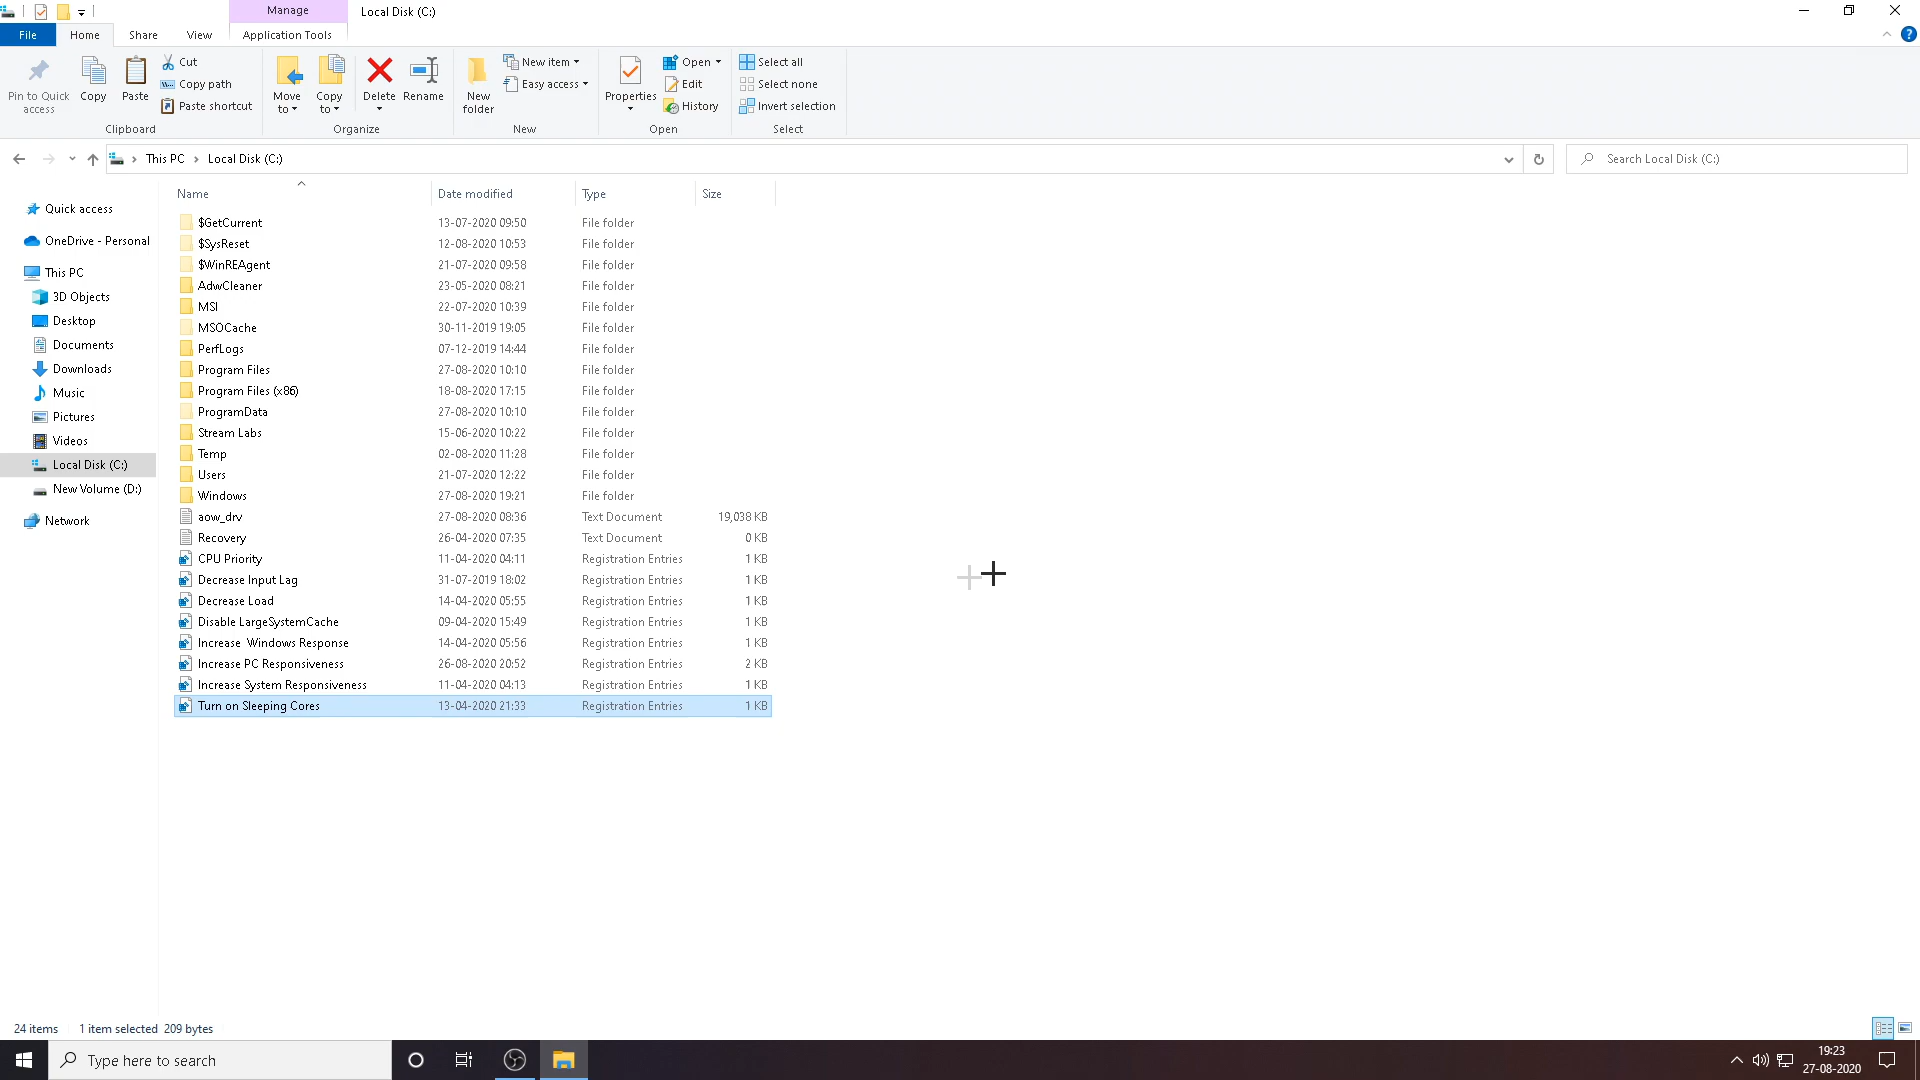 Manage
Local Disk (C:)
File
Home
Share
View
Application Tools
Pin to Quick access
Copy
Paste
Cut
Copy path
Paste shortcut
Clipboard
Move to
Copy to
Delete
Rename
Organize
New folder
New item
Easy access
New
Properties
Open
Edit
History
Open
Select all
Select none
Invert selection
Select
This PC
Local Disk (C:)
Search Local Disk (C:)
Quick access
OneDrive - Personal
This PC
3D Objects
Desktop
Documents
Downloads
Music
Pictures
Videos
Local Disk (C:)
New Volume (D:)
Network
Name Date modified Type Size
$GetCurrent 13-07-2020 09:50 File folder
$SysReset 12-08-2020 10:53 File folder
$WinREAgent 21-07-2020 09:58 File folder
AdwCleaner 23-05-2020 08:21 File folder
MSI 22-07-2020 10:39 File folder
MSOCache 30-11-2019 19:05 File folder
PerfLogs 07-12-2019 14:44 File folder
Program Files 27-08-2020 10:10 File folder
Program Files (x86) 18-08-2020 17:15 File folder
ProgramData 27-08-2020 10:10 File folder
Stream Labs 15-06-2020 10:22 File folder
Temp 02-08-2020 11:28 File folder
Users 21-07-2020 12:22 File folder
Windows 27-08-2020 19:21 File folder
aow_drv 27-08-2020 08:36 Text Document 19,038 KB
Recovery 26-04-2020 07:35 Text Document 0 KB
CPU Priority 11-04-2020 04:11 Registration Entries 1 KB
Decrease Input Lag 31-07-2019 18:02 Registration Entries 1 KB
Decrease Load 14-04-2020 05:55 Registration Entries 1 KB
Disable LargeSystemCache 09-04-2020 15:49 Registration Entries 1 KB
Increase  Windows Response 14-04-2020 05:56 Registration Entries 1 KB
Increase PC Responsiveness 26-08-2020 20:52 Registration Entries 2 KB
Increase System Responsiveness 11-04-2020 04:13 Registration Entries 1 KB
Turn on Sleeping Cores 13-04-2020 21:33 Registration Entries 1 KB
24 items 1 item selected 209 bytes
Type here to search
19:23
27-08-2020